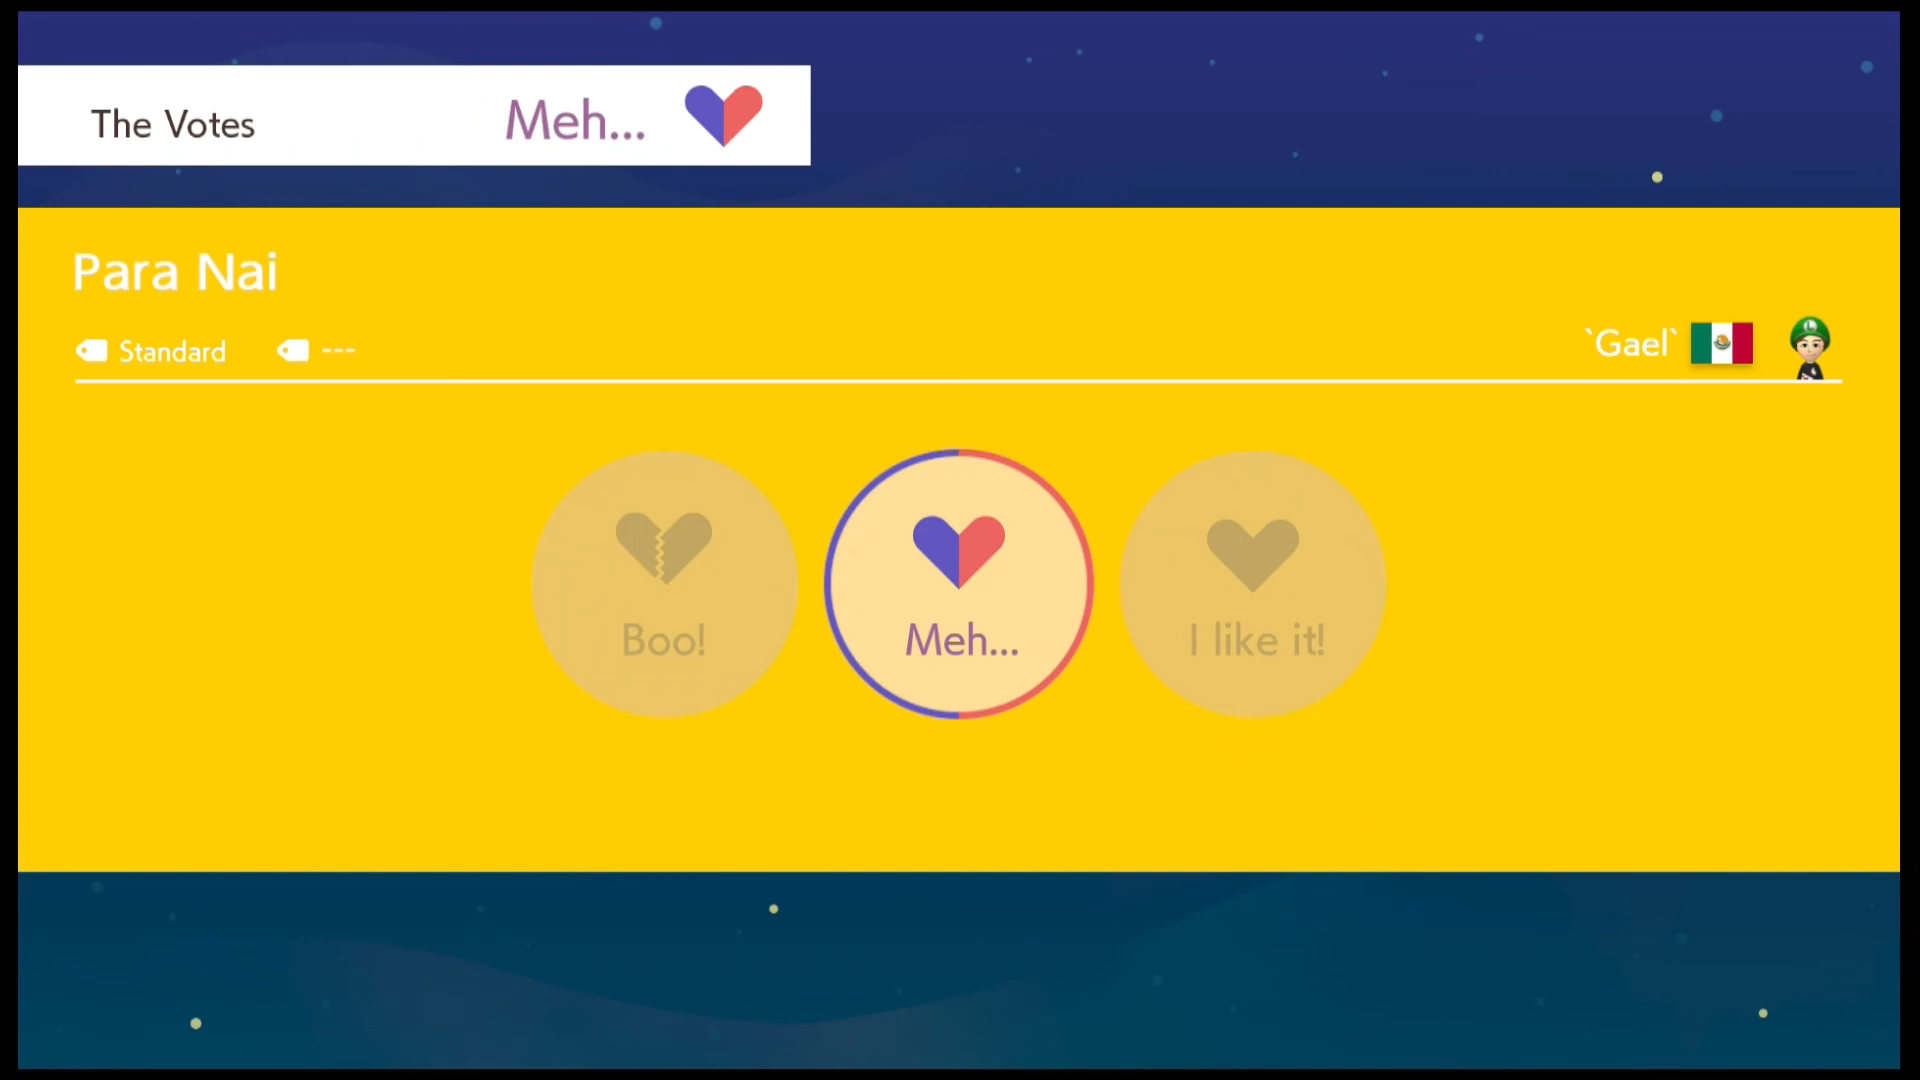 The Votes Meh...
Para Nai
Standard ---
`Gael`
L
Boo! Meh... I like it!